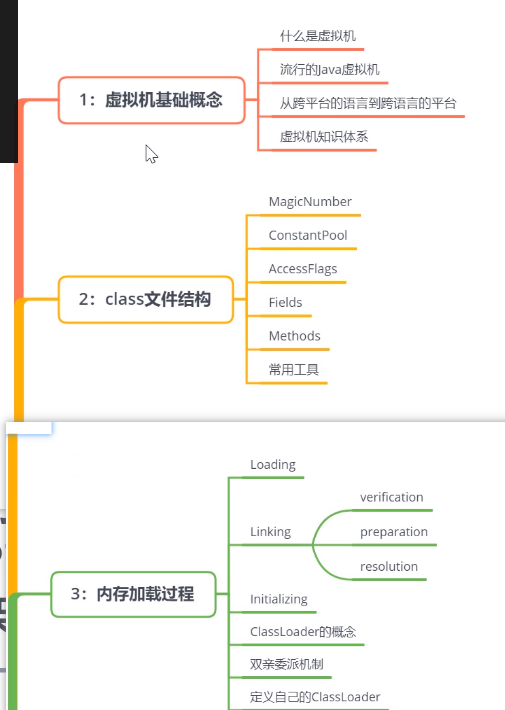 1：虚拟机基础概念
什么是虚拟机
流行的Java虚拟机
从跨平台的语言到跨语言的平台
虚拟机知识体系
2：class文件结构
MagicNumber
ConstantPool
AccessFlags
Fields
Methods
常用工具
3：内存加载过程
Loading
Linking
verification
preparation
resolution
Initializing
ClassLoader的概念
双亲委派机制
定义自己的ClassLoader